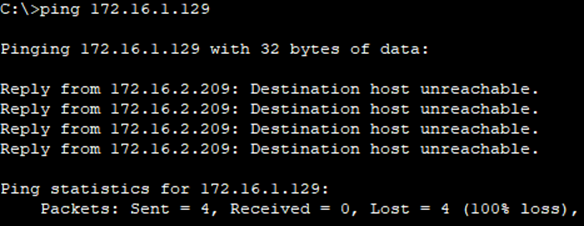 C:\>ping 172.16.1.129
Pinging 172.16.1.129 with 32 bytes of data:
Reply from 172.16.2.209: Destination host unreachable.
Reply from 172.16.2.209: Destination host unreachable.
Reply from 172.16.2.209: Destination host unreachable.
Reply from 172.16.2.209: Destination host unreachable.
Ping statistics for 172.16.1.129:
    Packets: Sent = 4, Received = 0, Lost = 4 (100% loss),